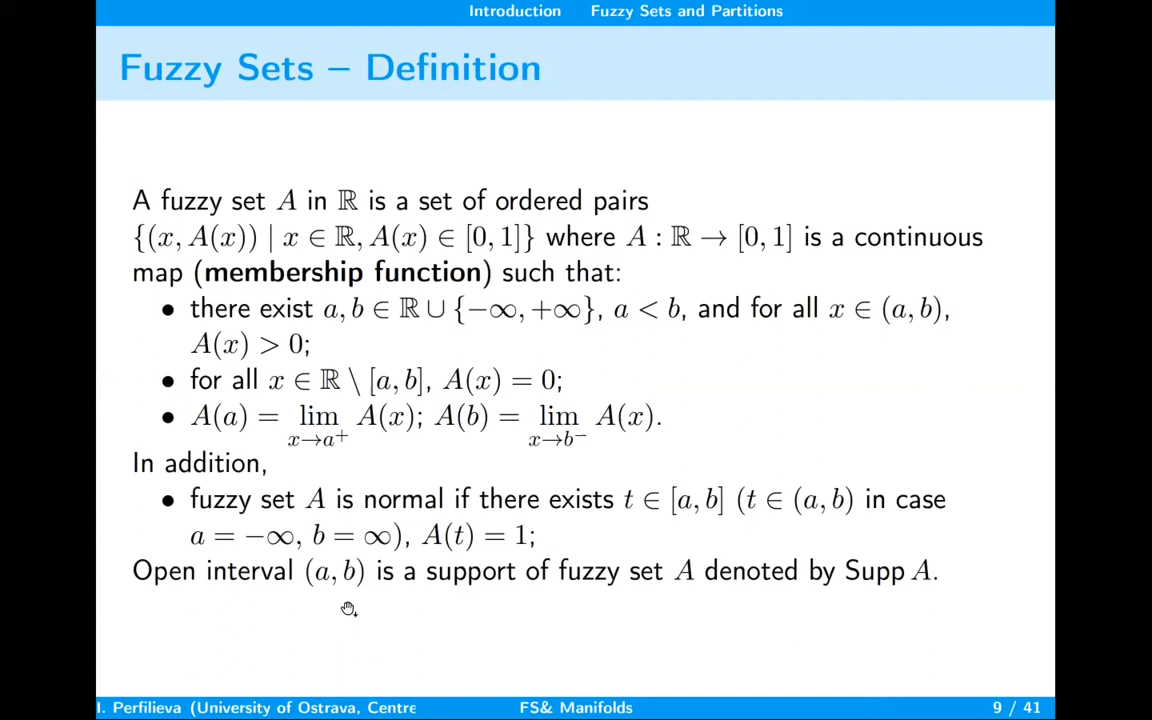 Introduction Fuzzy Sets and Partitions
Fuzzy Sets – Definition
A fuzzy set A in ℝ is a set of ordered pairs
{(x, A(x)) | x ∈ ℝ, A(x) ∈ [0, 1]} where A : ℝ → [0, 1] is a continuous
map (membership function) such that:
• there exist a, b ∈ ℝ ∪ {−∞, +∞}, a < b, and for all x ∈ (a, b),
A(x) > 0;
• for all x ∈ ℝ \ [a, b], A(x) = 0;
• A(a) = lim A(x); A(b) = lim A(x).
x→a⁺ x→b⁻
In addition,
• fuzzy set A is normal if there exists t ∈ [a, b] (t ∈ (a, b) in case
a = −∞, b = ∞), A(t) = 1;
Open interval (a, b) is a support of fuzzy set A denoted by Supp A.
I. Perfilieva (University of Ostrava, Centre FS& Manifolds 9 / 41